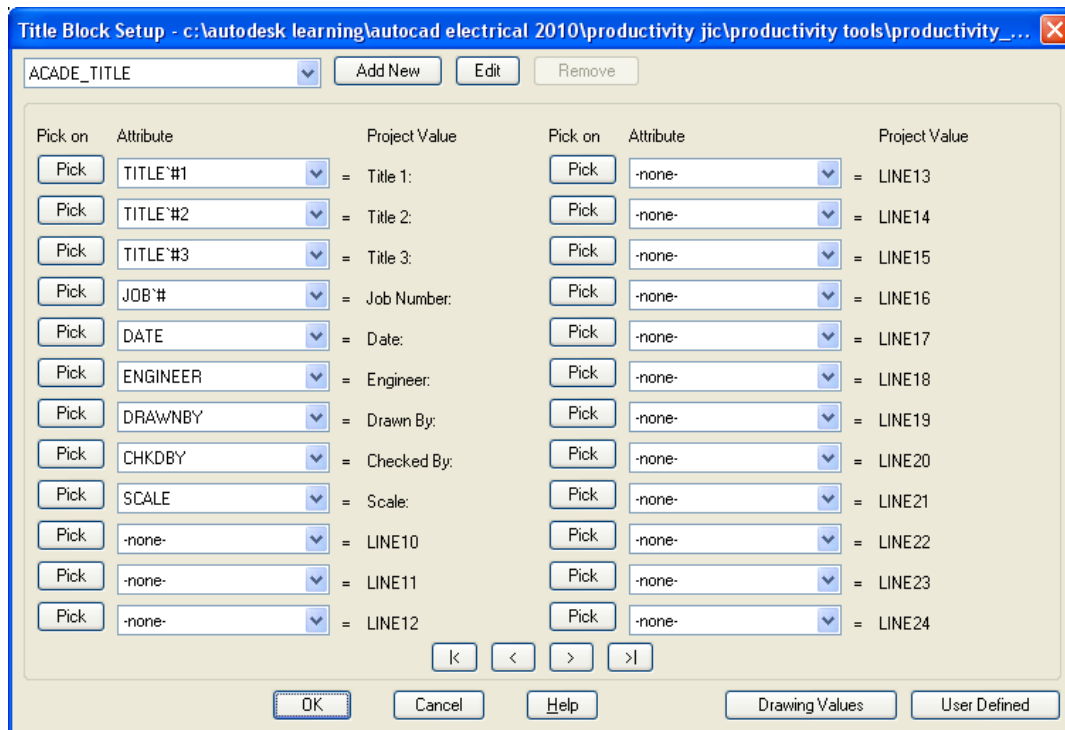 Title Block Setup - c:\autodesk learning\autocad electrical 2010\productivity jic\productivity tools\productivity_...
ACADE_TITLE Add New Edit Remove
Pick on Attribute Project Value Pick on Attribute Project Value
Pick TITLE`#1 = Title 1: Pick -none- = LINE13
Pick TITLE`#2 = Title 2: Pick -none- = LINE14
Pick TITLE`#3 = Title 3: Pick -none- = LINE15
Pick JOB`# = Job Number: Pick -none- = LINE16
Pick DATE = Date: Pick -none- = LINE17
Pick ENGINEER = Engineer: Pick -none- = LINE18
Pick DRAWNBY = Drawn By: Pick -none- = LINE19
Pick CHKDBY = Checked By: Pick -none- = LINE20
Pick SCALE = Scale: Pick -none- = LINE21
Pick -none- = LINE10 Pick -none- = LINE22
Pick -none- = LINE11 Pick -none- = LINE23
Pick -none- = LINE12 Pick -none- = LINE24
|< < > >|
OK Cancel Help Drawing Values User Defined